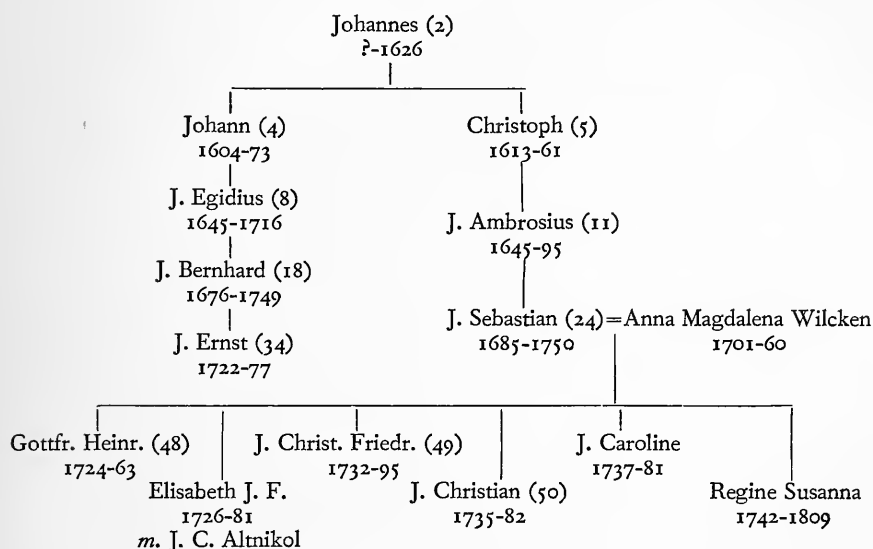 Johannes (2)
?-1626
Johann (4) Christoph (5)
1604-73 1613-61
J. Egidius (8)
1645-1716
J. Ambrosius (11)
1645-95
J. Bernhard (18)
1676-1749
J. Sebastian (24)=Anna Magdalena Wilcken
1685-1750 1701-60
J. Ernst (34)
1722-77
Gottfr. Heinr. (48) J. Christ. Friedr. (49) J. Caroline
1724-63 1732-95 1737-81
Elisabeth J. F. J. Christian (50) Regine Susanna
1726-81 1735-82 1742-1809
m. J. C. Altnikol